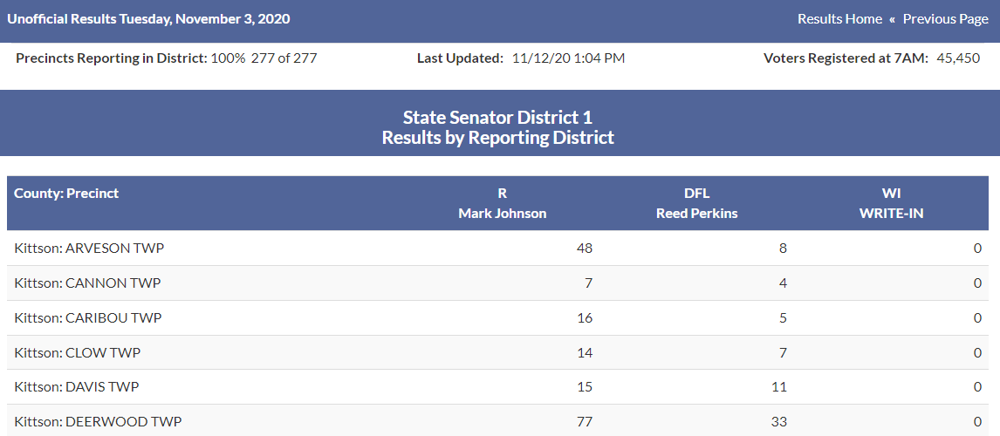 Unofficial Results Tuesday, November 3, 2020 Results Home « Previous Page
Precincts Reporting in District: 100% 277 of 277 Last Updated: 11/12/20 1:04 PM Voters Registered at 7AM: 45,450
State Senator District 1
Results by Reporting District
County: Precinct R DFL WI
Mark Johnson Reed Perkins WRITE-IN
Kittson: ARVESON TWP 48 8 0
Kittson: CANNON TWP 7 4 0
Kittson: CARIBOU TWP 16 5 0
Kittson: CLOW TWP 14 7 0
Kittson: DAVIS TWP 15 11 0
Kittson: DEERWOOD TWP 77 33 0